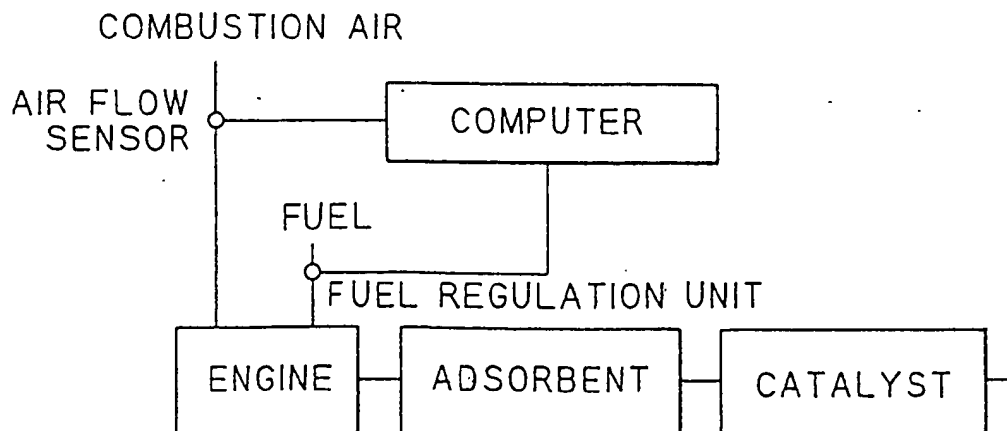 COMBUSTION AIR
AIR FLOW
SENSOR
COMPUTER
FUEL
FUEL REGULATION UNIT
ENGINE
ADSORBENT
CATALYST